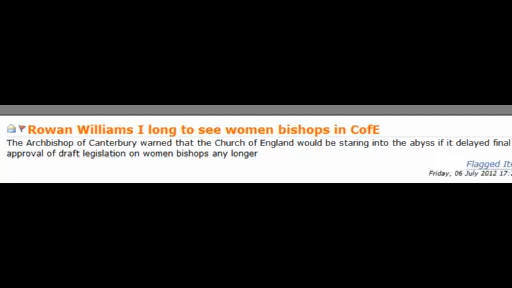 Rowan Williams I long to see women bishops in CofE
The Archbishop of Canterbury warned that the Church of England would be staring into the abyss if it delayed final
approval of draft legislation on women bishops any longer
Flagged
Friday, 06 July 2012